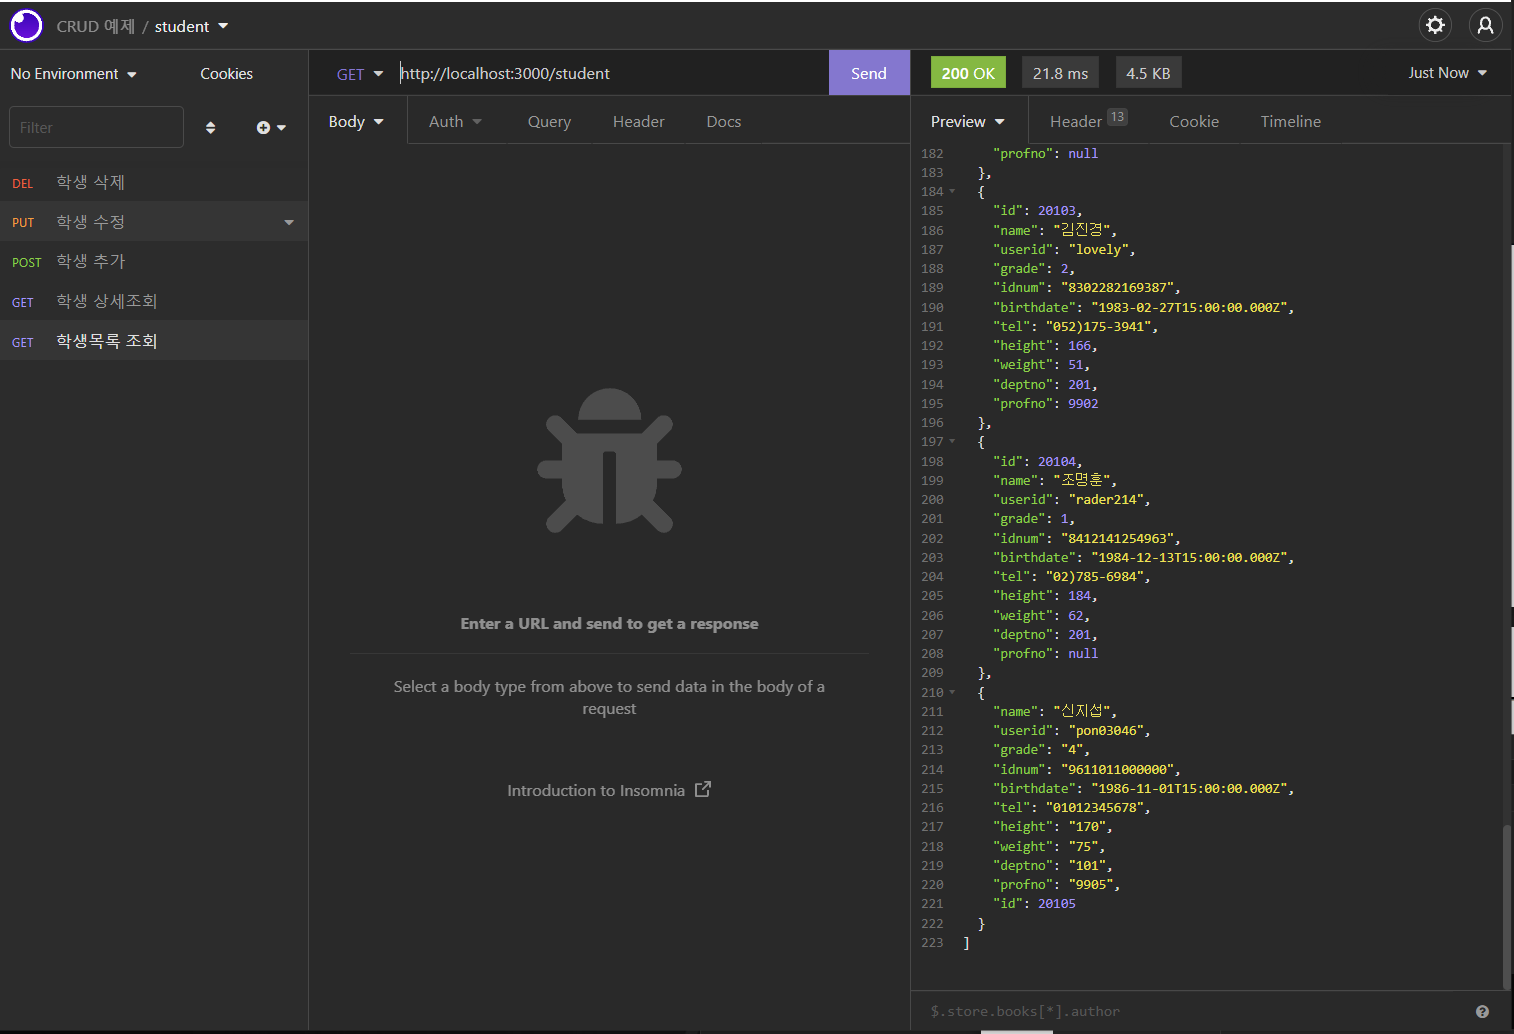 CRUD 예제 / student
No Environment
Cookies
Filter
DEL 학생 삭제
PUT 학생 수정
POST 학생 추가
GET 학생 상세조회
GET 학생목록 조회
GET http://localhost:3000/student Send
Body Auth Query Header Docs
Enter a URL and send to get a response
Select a body type from above to send data in the body of a
request
Introduction to Insomnia
200 OK 21.8 ms 4.5 KB Just Now
Preview Header 13 Cookie Timeline
182 "profno": null
183 },
184 {
185 "id": 20103,
186 "name": "김진경",
187 "userid": "lovely",
188 "grade": 2,
189 "idnum": "8302282169387",
190 "birthdate": "1983-02-27T15:00:00.000Z",
191 "tel": "052)175-3941",
192 "height": 166,
193 "weight": 51,
194 "deptno": 201,
195 "profno": 9902
196 },
197 {
198 "id": 20104,
199 "name": "조명훈",
200 "userid": "rader214",
201 "grade": 1,
202 "idnum": "8412141254963",
203 "birthdate": "1984-12-13T15:00:00.000Z",
204 "tel": "02)785-6984",
205 "height": 184,
206 "weight": 62,
207 "deptno": 201,
208 "profno": null
209 },
210 {
211 "name": "신지섭",
212 "userid": "pon03046",
213 "grade": "4",
214 "idnum": "9611011000000",
215 "birthdate": "1986-11-01T15:00:00.000Z",
216 "tel": "01012345678",
217 "height": "170",
218 "weight": "75",
219 "deptno": "101",
220 "profno": "9905",
221 "id": 20105
222 }
223 ]
$.store.books[*].author